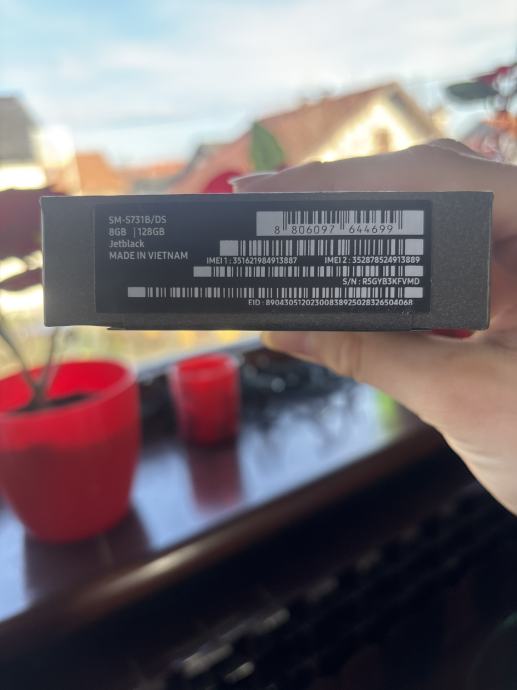 SM-S731B/DS
8GB | 128GB
Jetblack
MADE IN VIETNAM
8 806097 644699
IMEI 1: 351621984913887 IMEI 2: 352878524913889
S/N : R5GYB3KFVMD
EID : 89043051202300838925028326504068